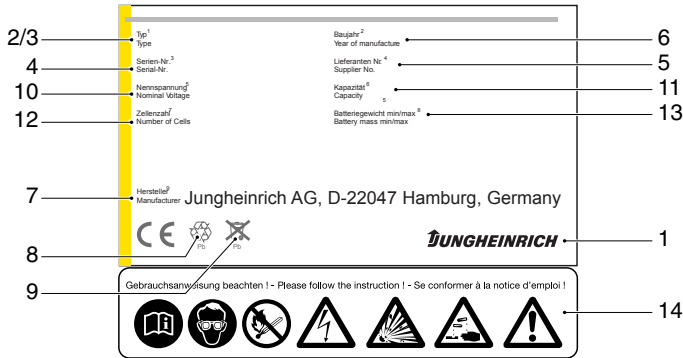 2/3
Typ1
Type
Baujahr2
Year of manufacture
6
4
Serien-Nr.3
Serial-Nr.
Lieferanten Nr.4
Supplier No.
5
10
Nennspannung5
Nominal Voltage
Kapazität6
Capacity
5
11
12
Zellenzahl7
Number of Cells
Batteriegewicht min/max8
Battery mass min/max
13
7
Hersteller9
Manufacturer
Jungheinrich AG, D-22047 Hamburg, Germany
CE
Pb
Pb
JUNGHEINRICH
1
8
9
Gebrauchsanweisung beachten ! - Please follow the instruction ! - Se conformer à la notice d'emploi !
14